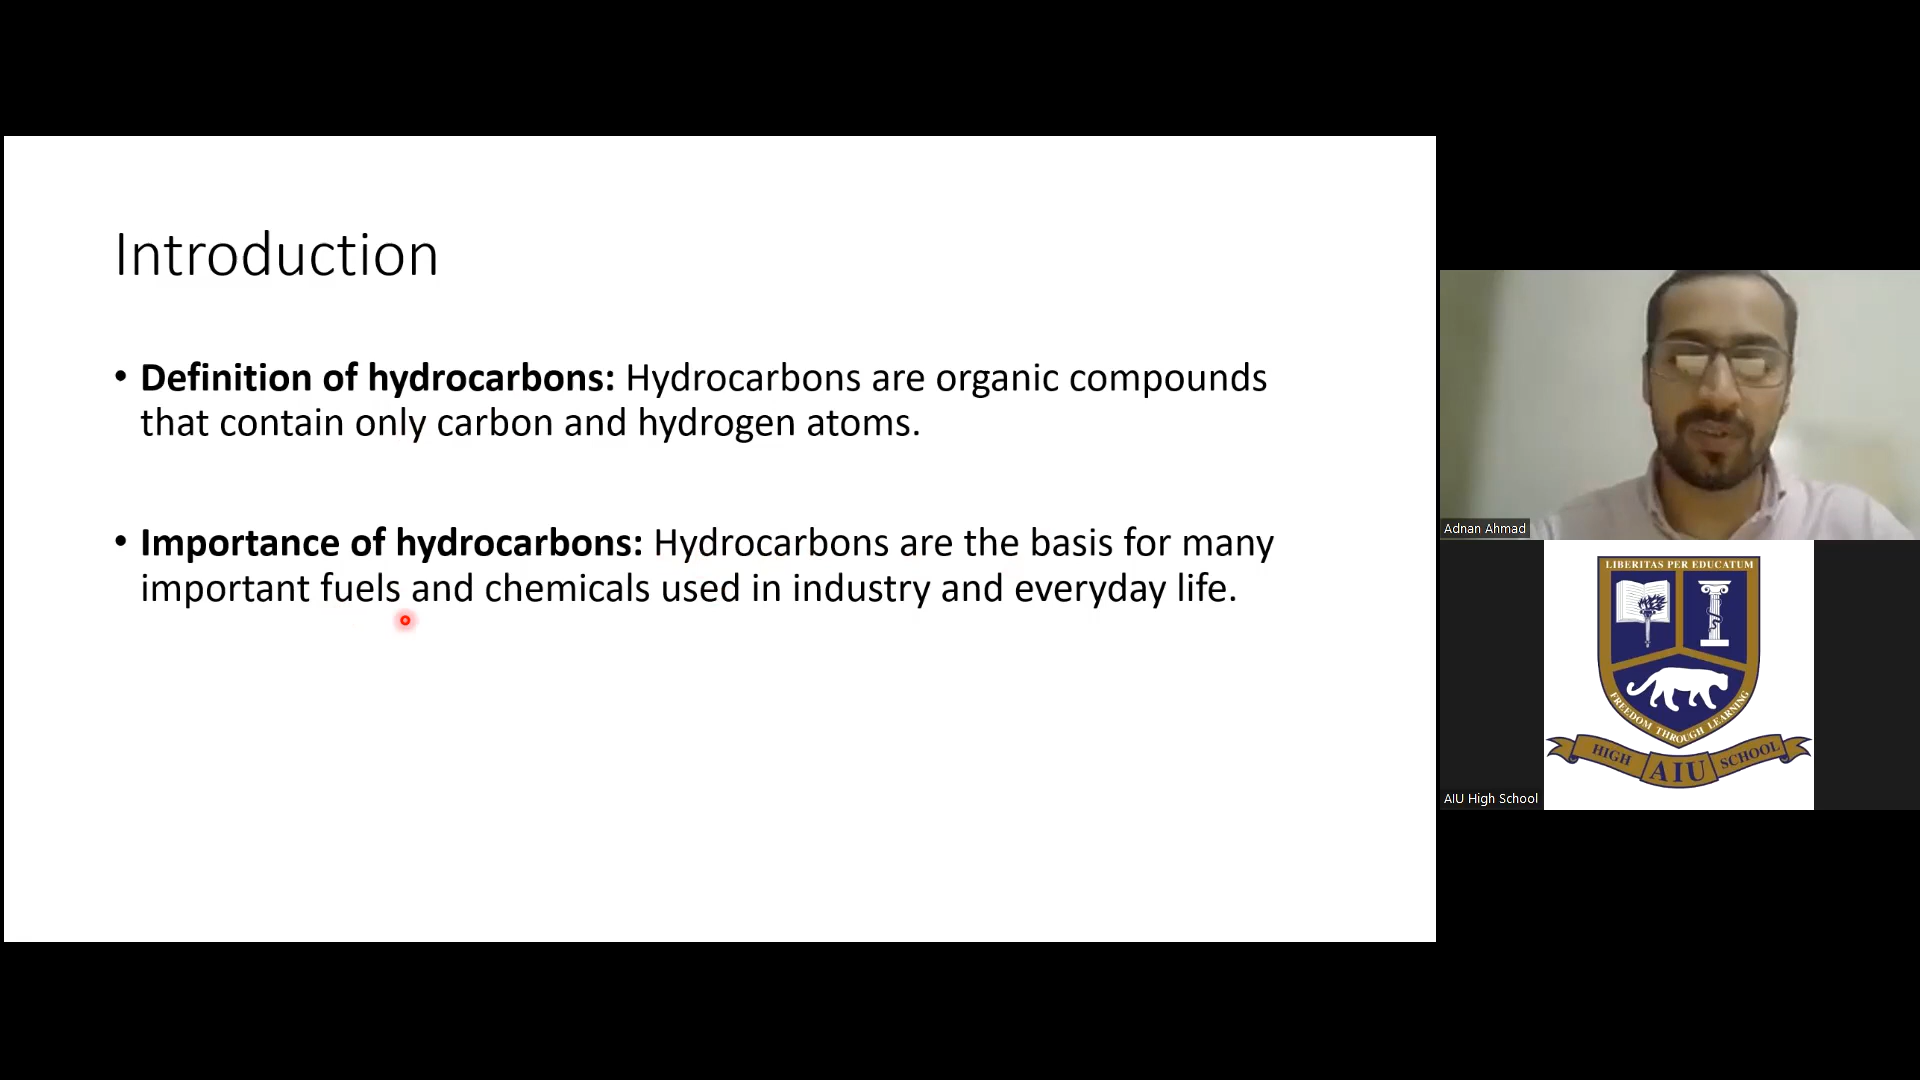 Introduction
• Definition of hydrocarbons: Hydrocarbons are organic compounds
that contain only carbon and hydrogen atoms.
• Importance of hydrocarbons: Hydrocarbons are the basis for many
important fuels and chemicals used in industry and everyday life.
Adnan Ahmad
LIBERITAS PER EDUCATUM
FREEDOM THROUGH LEARNING
HIGH AIU SCHOOL
AIU High School